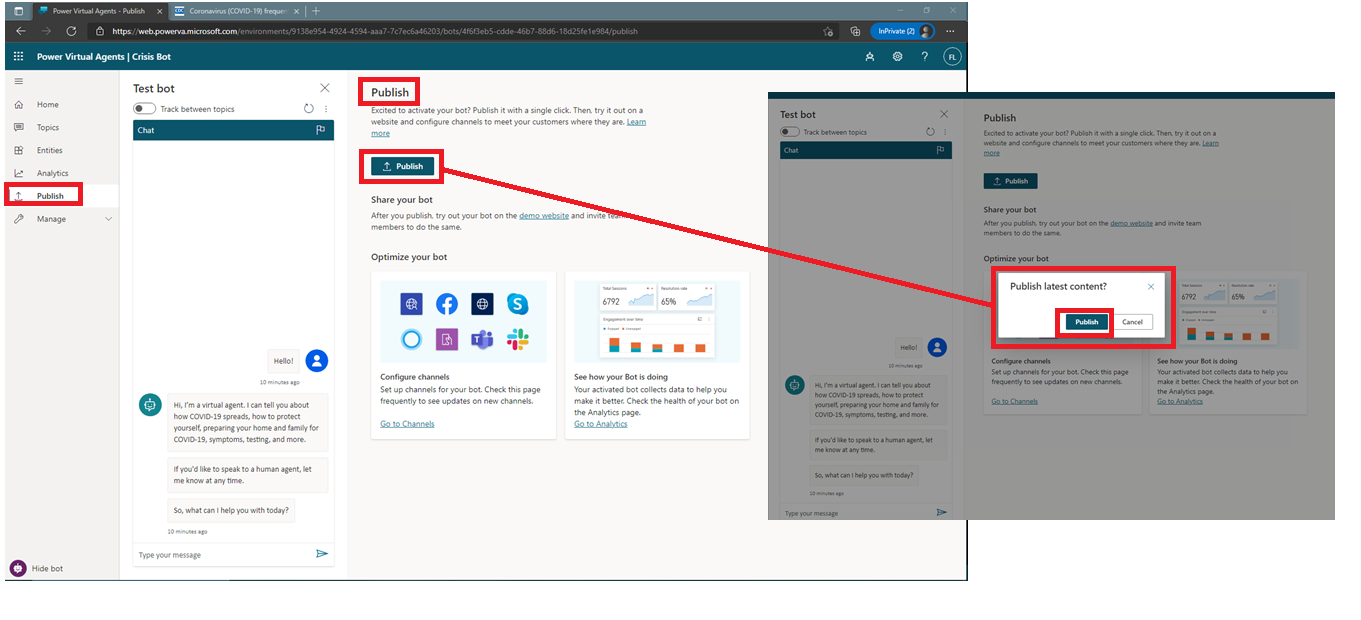 Power Virtual Agents - Publish
Coronavirus (COVID-19) freque
https://web.powerva.microsoft.com/environments/9138e954-4924-4594-aaa7-7c7ec6a46203/bots/4f6f3eb5-cdde-46b7-88d6-18d25fe1e984/publish
InPrivate (2)
Power Virtual Agents | Crisis Bot
FL
Home
Topics
Entities
Analytics
Publish
Manage
Hide bot
Test bot
Track between topics
Chat
Hello!
10 minutes ago
Hi, I'm a virtual agent. I can tell you about
how COVID-19 spreads, how to protect
yourself, preparing your home and family for
COVID-19, symptoms, testing, and more.
If you'd like to speak to a human agent, let
me know at any time.
So, what can I help you with today?
10 minutes ago
Type your message
Publish
Excited to activate your bot? Publish it with a single click. Then, try it out on a
website and configure channels to meet your customers where they are. Learn
more
Publish
Share your bot
After you publish, try out your bot on the demo website and invite team
members to do the same.
Optimize your bot
Configure channels
Set up channels for your bot. Check this page
frequently to see updates on new channels.
Go to Channels
Total Sessions
6792
Resolution rate
65%
Engagement over time
See how your Bot is doing
Your activated bot collects data to help you
make it better. Check the health of your bot on
the Analytics page.
Go to Analytics
Test bot
Track between topics
Chat
Hello!
10 minutes ago
Hi, I'm a virtual agent. I can tell you about
how COVID-19 spreads, how to protect
yourself, preparing your home and family for
COVID-19, symptoms, testing, and more.
If you'd like to speak to a human agent, let
me know at any time.
So, what can I help you with today?
10 minutes ago
Type your message
Publish
Excited to activate your bot? Publish it with a single click. Then, try it out on a
website and configure channels to meet your customers where they are. Learn
more
Publish
Share your bot
After you publish, try out your bot on the demo website and invite team
members to do the same.
Optimize your bot
Publish latest content?
Publish
Cancel
6792
65%
Configure channels
Set up channels for your bot. Check this page
frequently to see updates on new channels.
Go to Channels
See how your Bot is doing
Your activated bot collects data to help you
make it better. Check the health of your bot on
the Analytics page.
Go to Analytics